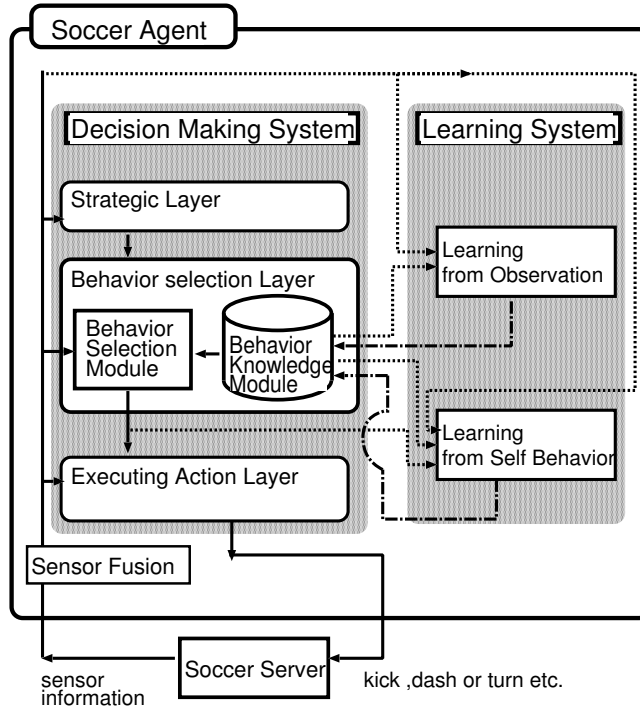 Soccer Agent
[Decision Making System]
[Learning System]
Strategic Layer
Behavior selection Layer
Behavior
Selection
Module
Behavior
Knowledge
Module
Learning
from Observation
Learning
from Self Behavior
Executing Action Layer
Sensor Fusion
Soccer Server
sensor
information
kick ,dash or turn etc.